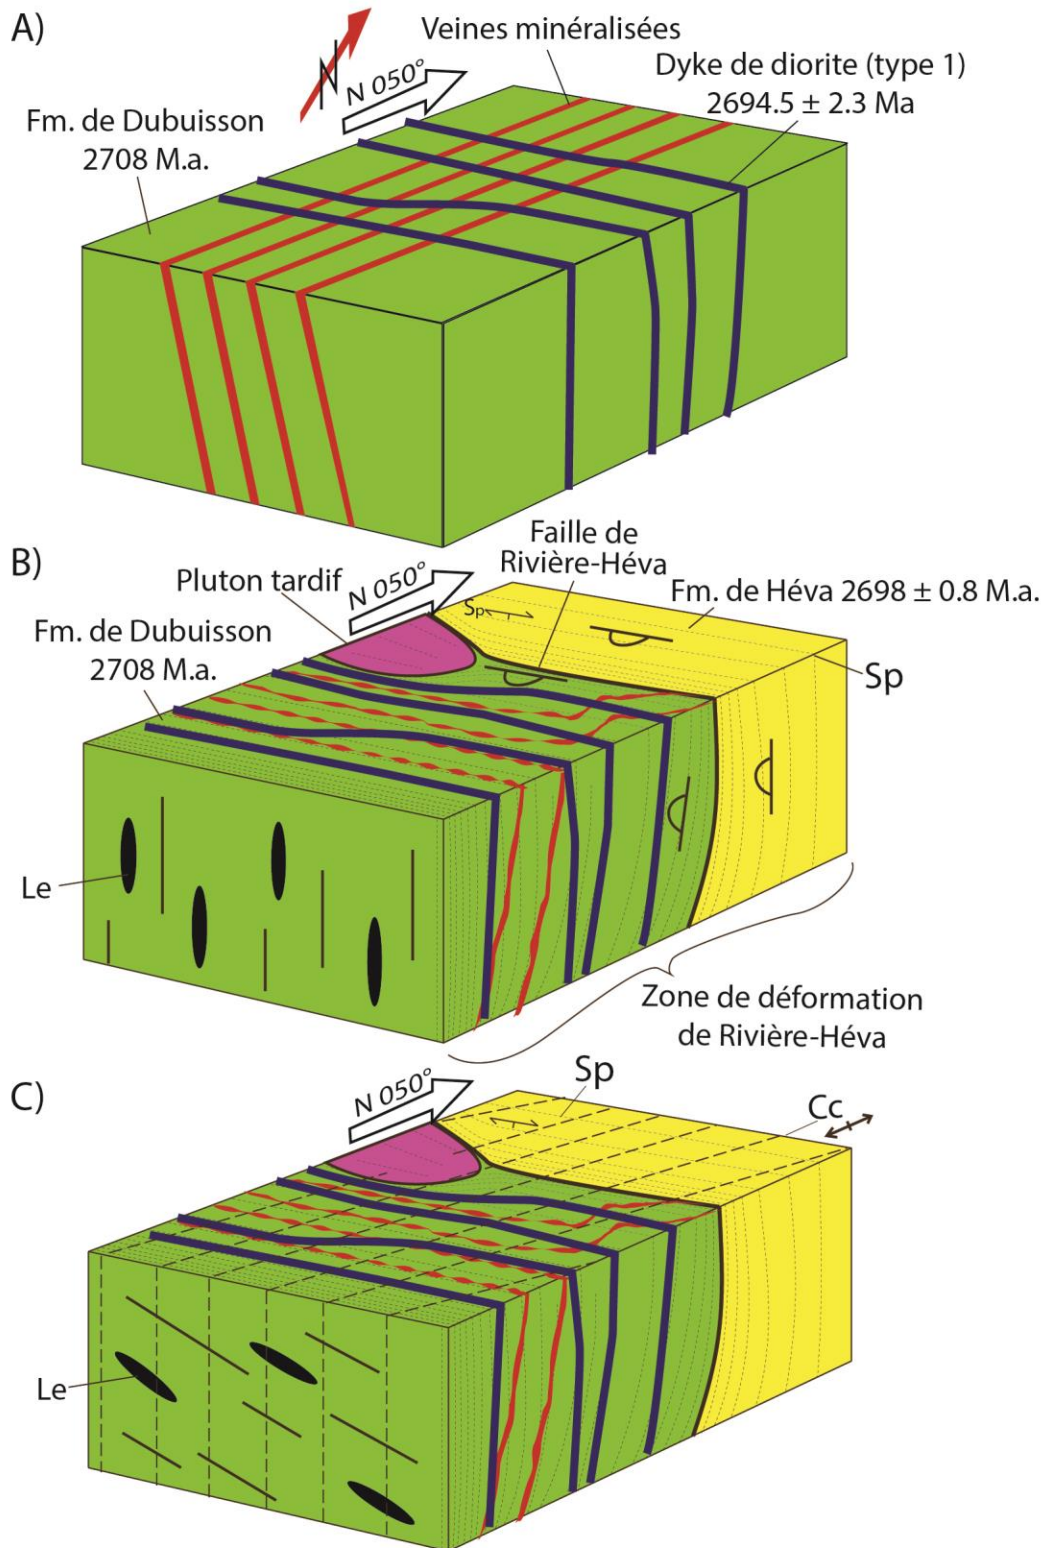 A)
Veines minéralisées
N
N 050°
Dyke de diorite (type 1)
2694.5 ± 2.3 Ma
Fm. de Dubuisson
2708 M.a.
B)
Faille de
Rivière-Héva
Pluton tardif
N 050°
Fm. de Héva 2698 ± 0.8 M.a.
Sp
Fm. de Dubuisson
2708 M.a.
Sp
Le
Zone de déformation
de Rivière-Héva
C)
N 050°
Sp
Cc
Le